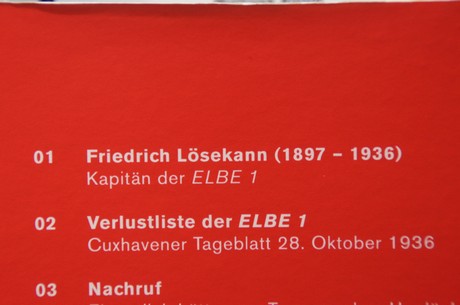 01 Friedrich Lösekann (1897 – 1936)
Kapitän der ELBE 1
02 Verlustliste der ELBE 1
Cuxhavener Tageblatt 28. Oktober 1936
03 Nachruf